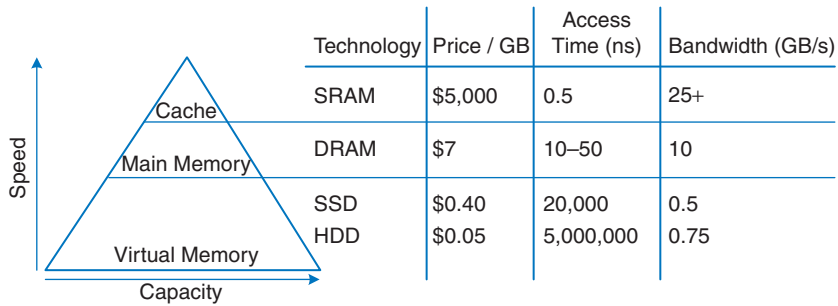 Technology Price / GB Access Time (ns) Bandwidth (GB/s)
Cache SRAM $5,000 0.5 25+
Main Memory DRAM $7 10–50 10
SSD $0.40 20,000 0.5
Virtual Memory HDD $0.05 5,000,000 0.75
Speed
Capacity